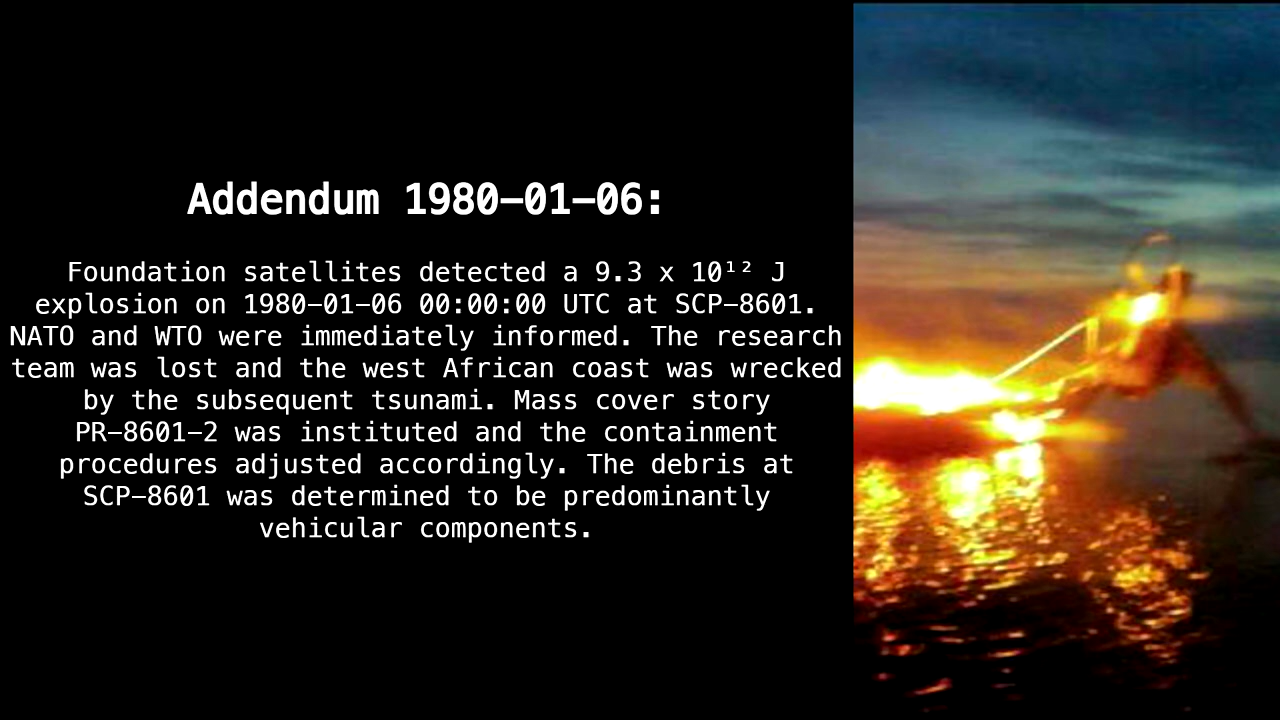 Addendum 1980-01-06:
Foundation satellites detected a 9.3 x 10¹² J
explosion on 1980-01-06 00:00:00 UTC at SCP-8601.
NATO and WTO were immediately informed. The research
team was lost and the west African coast was wrecked
by the subsequent tsunami. Mass cover story
PR-8601-2 was instituted and the containment
procedures adjusted accordingly. The debris at
SCP-8601 was determined to be predominantly
vehicular components.